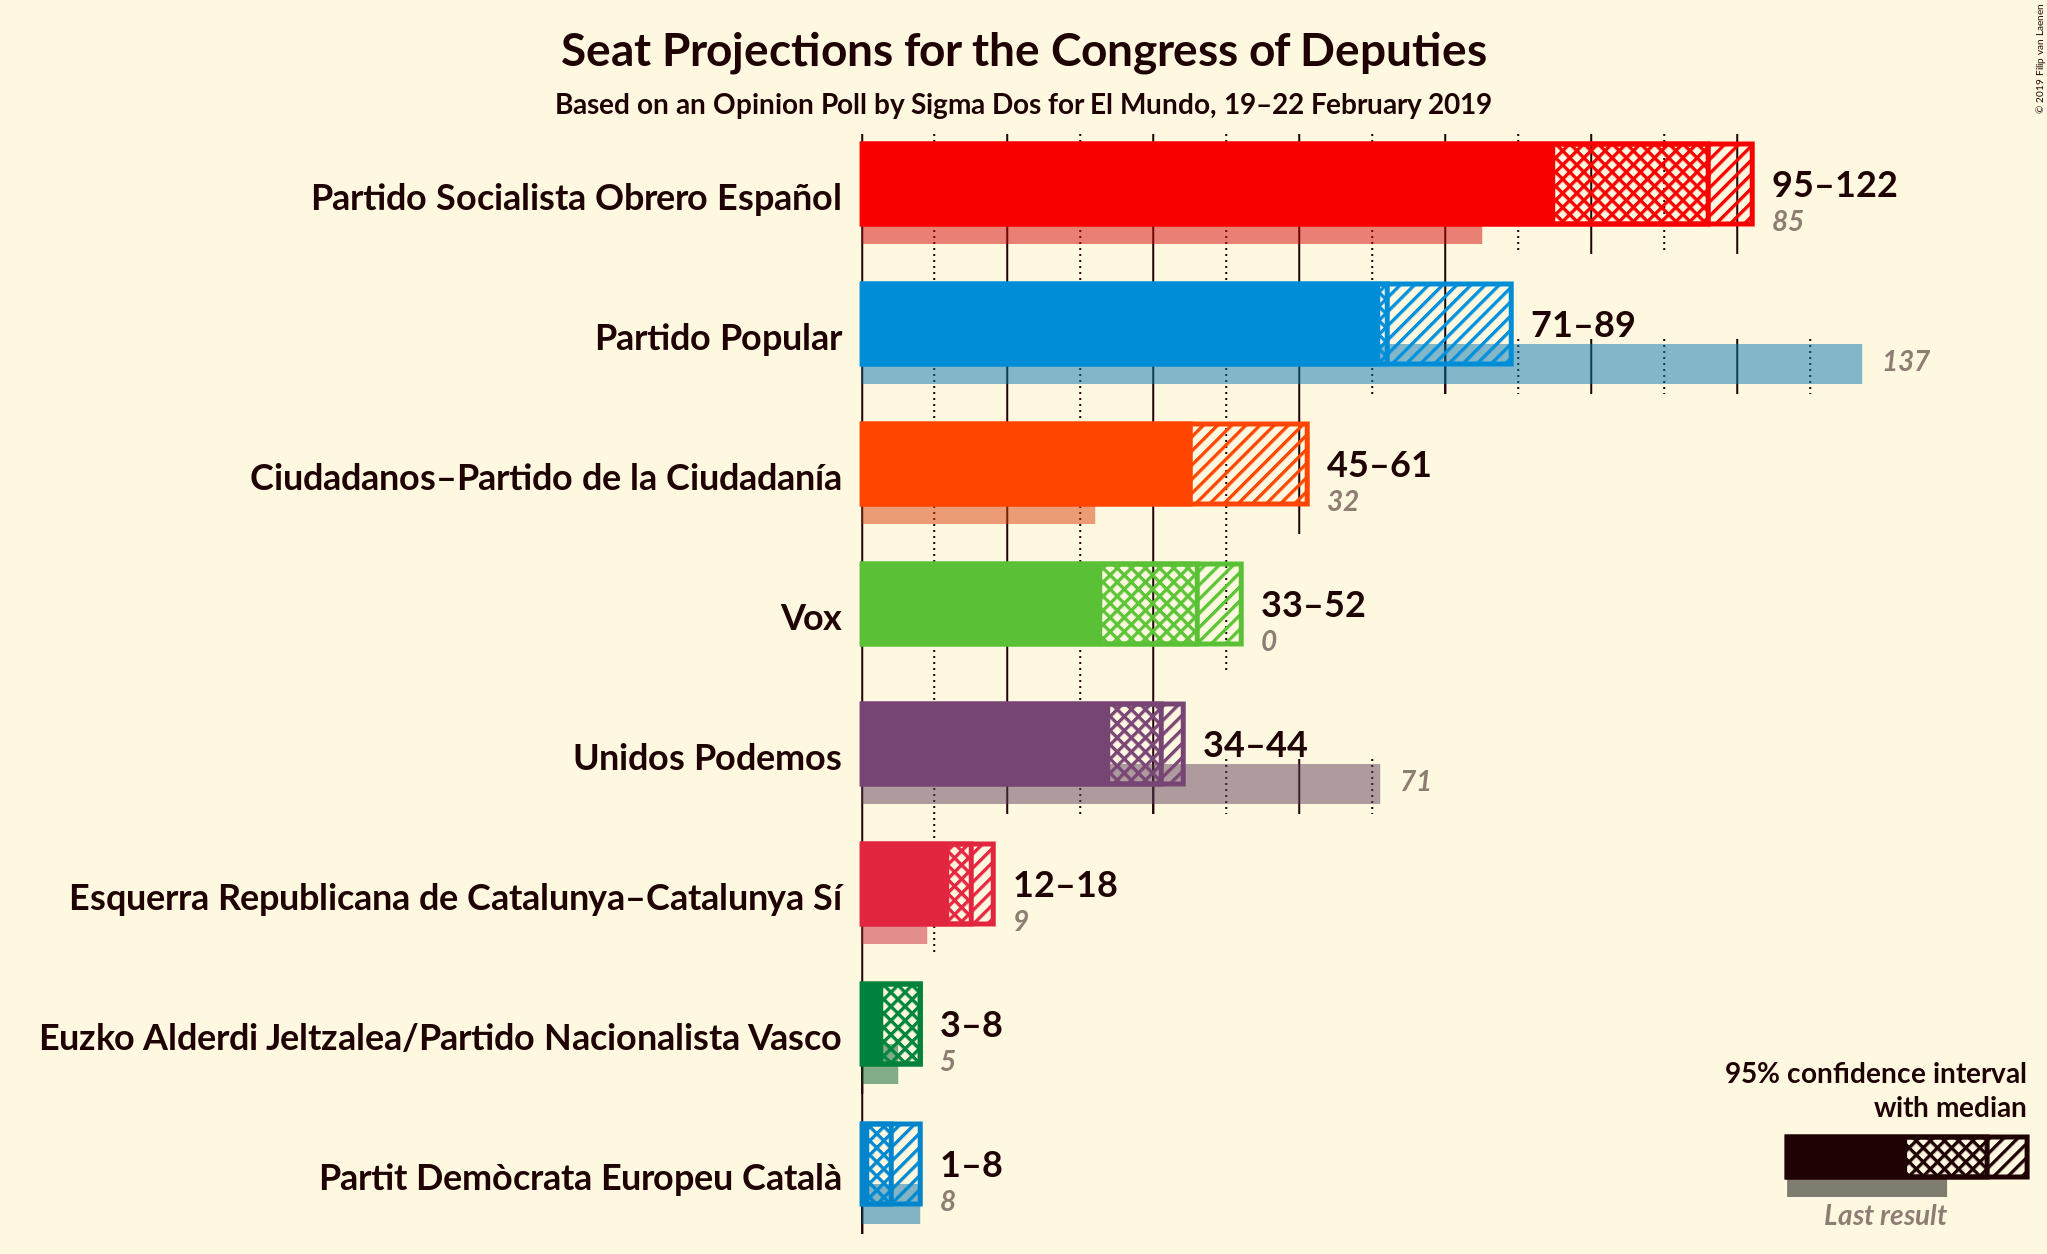 Seat Projections for the Congress of Deputies
Based on an Opinion Poll by Sigma Dos for El Mundo, 19–22 February 2019
© 2019 Filip van Laenen
Partido Socialista Obrero Español
95–122
85
Partido Popular
71–89
137
Ciudadanos–Partido de la Ciudadanía
45–61
32
Vox
33–52
0
Unidos Podemos
34–44
71
Esquerra Republicana de Catalunya–Catalunya Sí
12–18
9
Euzko Alderdi Jeltzalea/Partido Nacionalista Vasco
3–8
5
Partit Demòcrata Europeu Català
1–8
8
95% confidence interval
with median
Last result